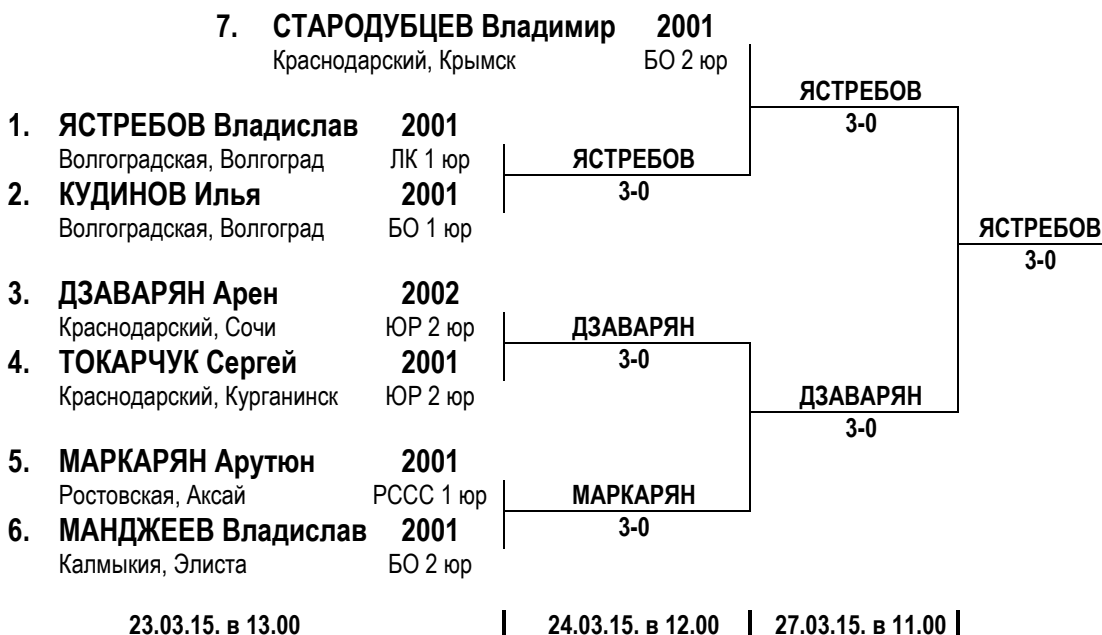 7. СТАРОДУБЦЕВ Владимир 2001
Краснодарский, Крымск БО 2 юр
ЯСТРЕБОВ
3-0
1. ЯСТРЕБОВ Владислав 2001
Волгоградская, Волгоград ЛК 1 юр
ЯСТРЕБОВ
3-0
2. КУДИНОВ Илья 2001
Волгоградская, Волгоград БО 1 юр
ЯСТРЕБОВ
3-0
3. ДЗАВАРЯН Арен 2002
Краснодарский, Сочи ЮР 2 юр
ДЗАВАРЯН
3-0
4. ТОКАРЧУК Сергей 2001
Краснодарский, Курганинск ЮР 2 юр
ДЗАВАРЯН
3-0
5. МАРКАРЯН Арутюн 2001
Ростовская, Аксай РССС 1 юр
МАРКАРЯН
3-0
6. МАНДЖЕЕВ Владислав 2001
Калмыкия, Элиста БО 2 юр
23.03.15. в 13.00 24.03.15. в 12.00 27.03.15. в 11.00